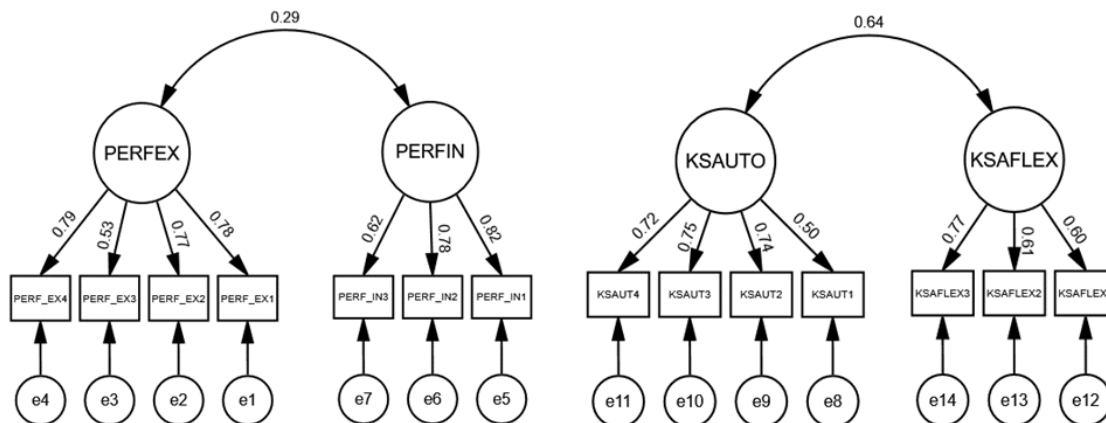 0.29
0.64
PERFEX
PERFIN
KSAUTO
KSAFLEX
0.79
0.53
0.77
0.78
0.62
0.78
0.82
0.72
0.75
0.74
0.50
0.77
0.61
0.60
PERF_EX4
PERF_EX3
PERF_EX2
PERF_EX1
PERF_IN3
PERF_IN2
PERF_IN1
KSAUT4
KSAUT3
KSAUT2
KSAUT1
KSAFLEX3
KSAFLEX2
KSAFLEX
e4
e3
e2
e1
e7
e6
e5
e11
e10
e9
e8
e14
e13
e12